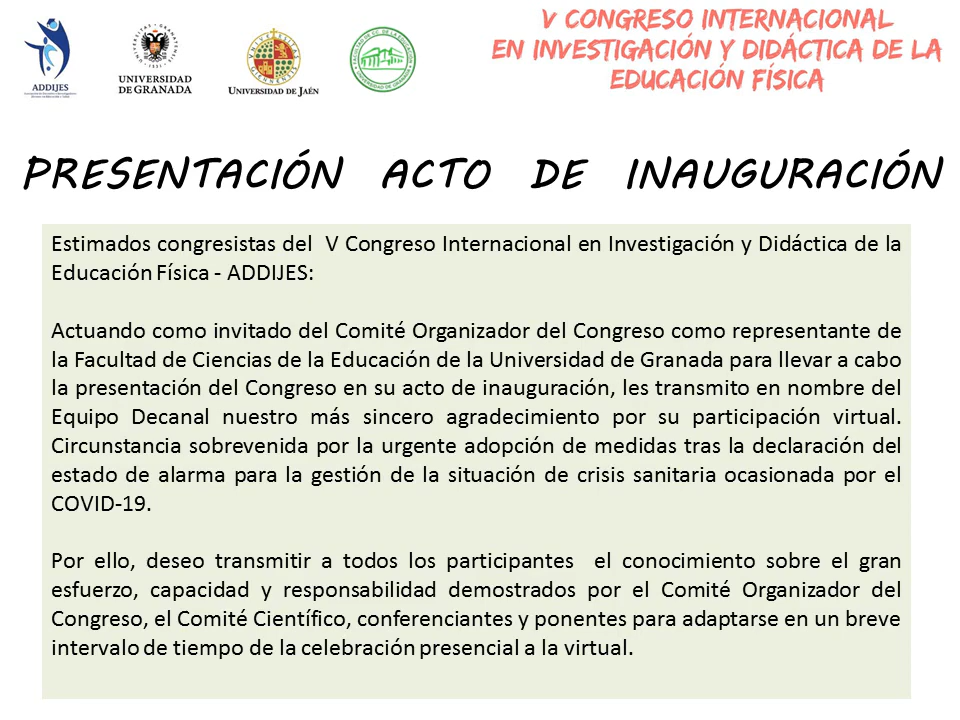 V CONGRESO INTERNACIONAL
EN INVESTIGACIÓN Y DIDÁCTICA DE LA
EDUCACIÓN FÍSICA
ADDIJES
UNIVERSIDAD
DE GRANADA
UNIVERSIDAD DE JAÉN
PRESENTACIÓN ACTO DE INAUGURACIÓN
Estimados congresistas del V Congreso Internacional en Investigación y Didáctica de la
Educación Física - ADDIJES:
Actuando como invitado del Comité Organizador del Congreso como representante de
la Facultad de Ciencias de la Educación de la Universidad de Granada para llevar a cabo
la presentación del Congreso en su acto de inauguración, les transmito en nombre del
Equipo Decanal nuestro más sincero agradecimiento por su participación virtual.
Circunstancia sobrevenida por la urgente adopción de medidas tras la declaración del
estado de alarma para la gestión de la situación de crisis sanitaria ocasionada por el
COVID-19.
Por ello, deseo transmitir a todos los participantes el conocimiento sobre el gran
esfuerzo, capacidad y responsabilidad demostrados por el Comité Organizador del
Congreso, el Comité Científico, conferenciantes y ponentes para adaptarse en un breve
intervalo de tiempo de la celebración presencial a la virtual.